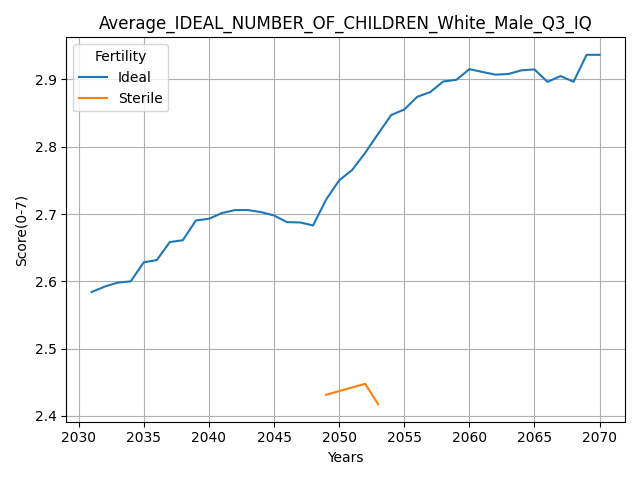 Average_IDEAL_NUMBER_OF_CHILDREN_White_Male_Q3_IQ
Fertility
Ideal
Sterile
Score(0-7)
2.9
2.8
2.7
2.6
2.5
2.4
2030 2035 2040 2045 2050 2055 2060 2065 2070
Years